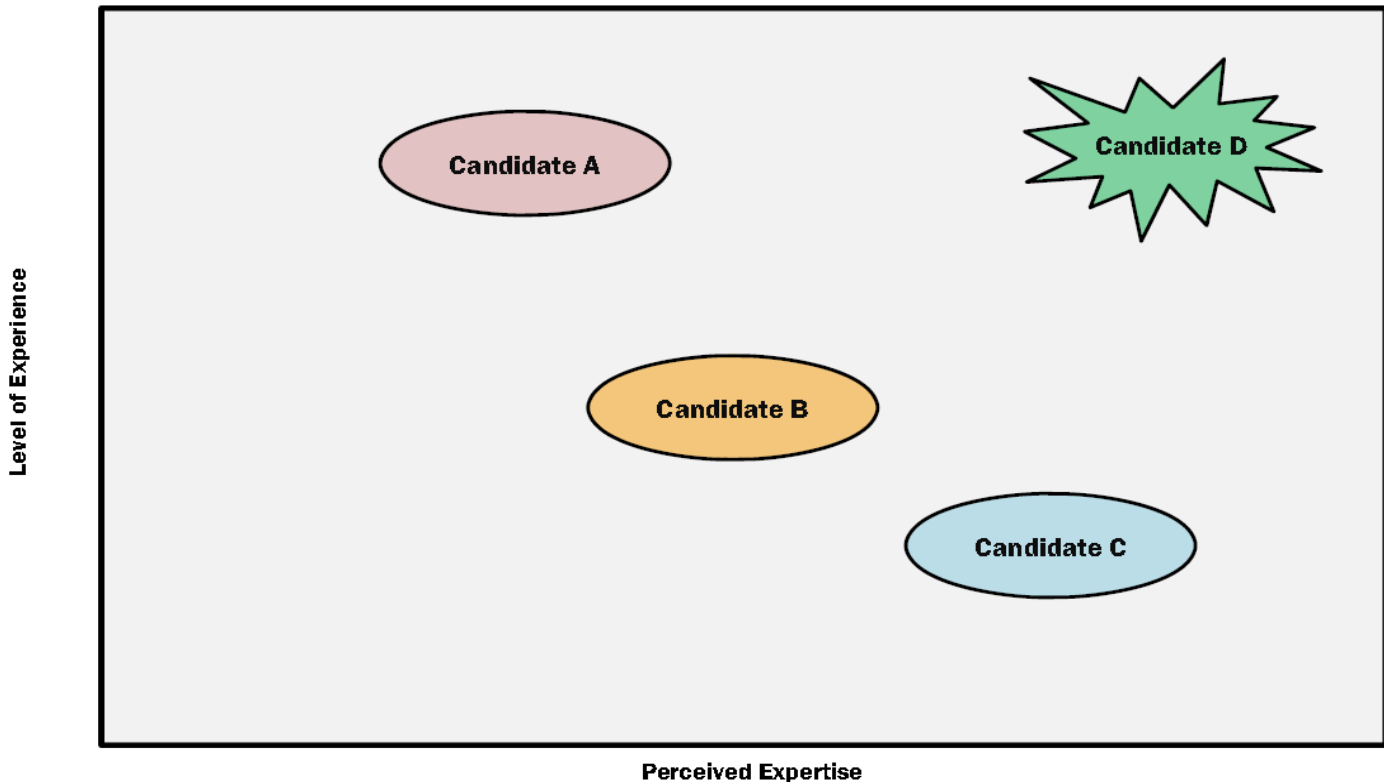 Candidate D
Candidate A
Level of Experience
Candidate B
Candidate C
Perceived Expertise